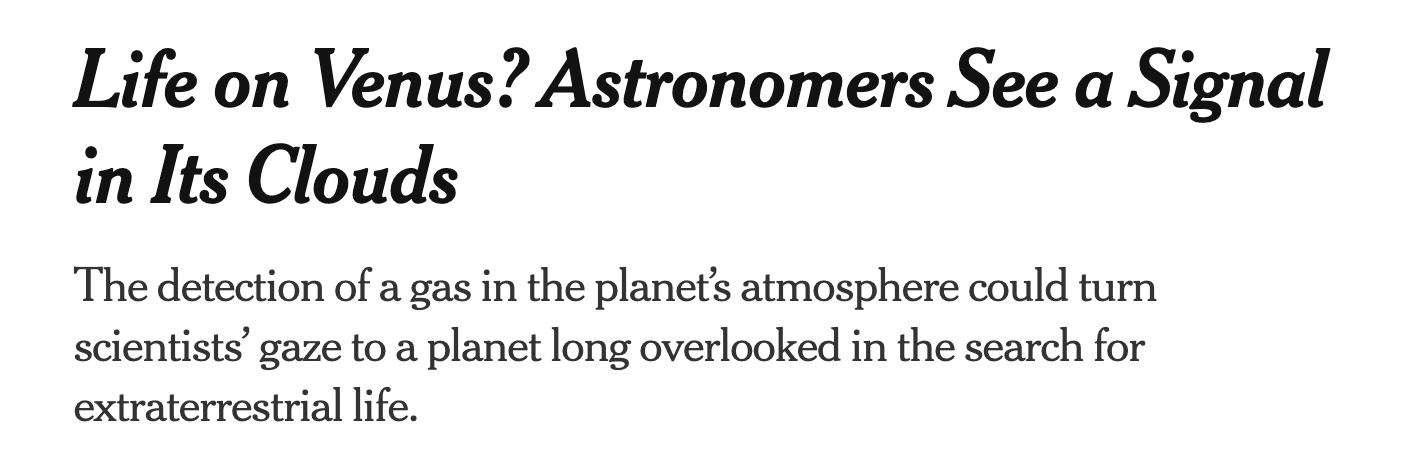 Life on Venus? Astronomers See a Signal
in Its Clouds
The detection of a gas in the planet’s atmosphere could turn
scientists’ gaze to a planet long overlooked in the search for
extraterrestrial life.